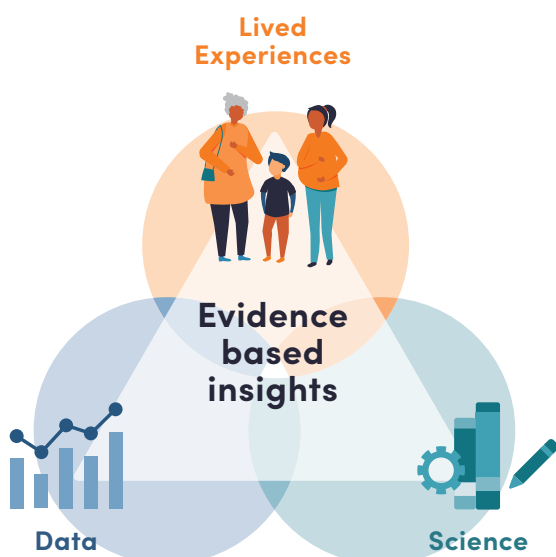 Lived
Experiences
Evidence
based
insights
Data
Science